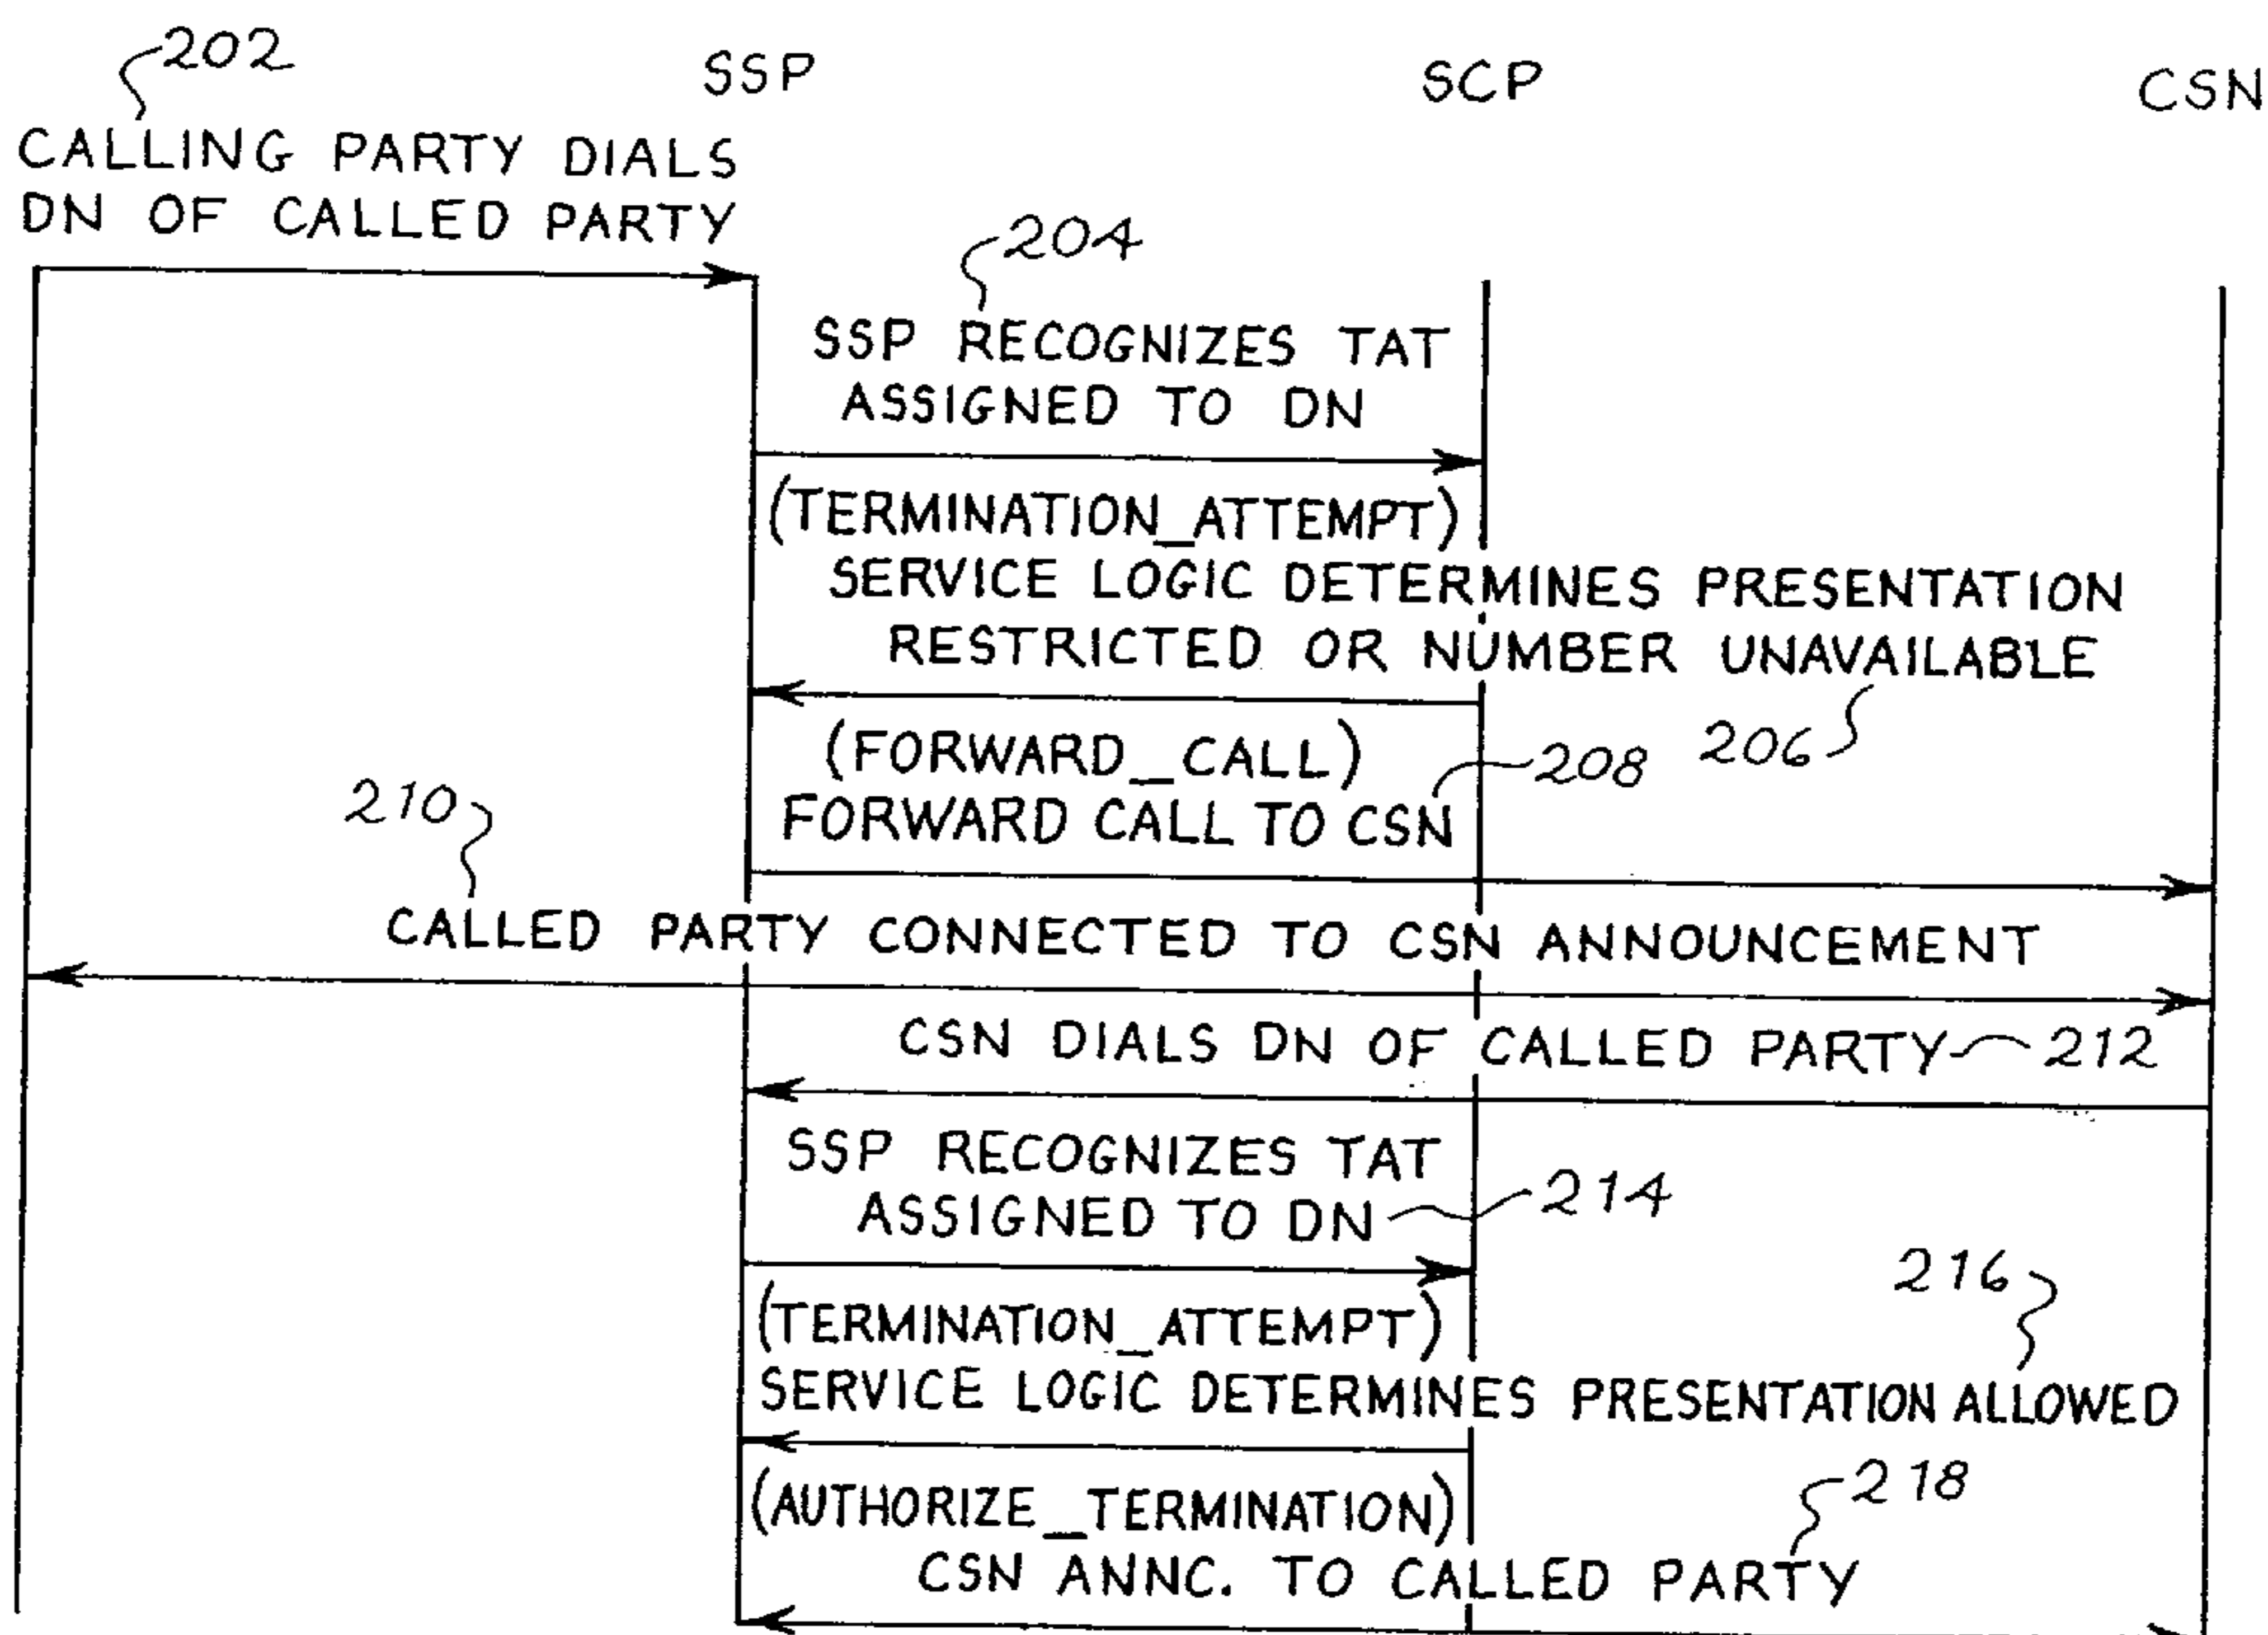 202
SSP
SCP
CSN
CALLING PARTY DIALS
DN OF CALLED PARTY
204
SSP RECOGNIZES TAT
ASSIGNED TO DN
(TERMINATION_ATTEMPT)
SERVICE LOGIC DETERMINES PRESENTATION
RESTRICTED OR NUMBER UNAVAILABLE
206
(FORWARD_CALL)
208
FORWARD CALL TO CSN
210
CALLED PARTY CONNECTED TO CSN ANNOUNCEMENT
CSN DIALS DN OF CALLED PARTY 212
SSP RECOGNIZES TAT
ASSIGNED TO DN 214
216
(TERMINATION_ATTEMPT)
SERVICE LOGIC DETERMINES PRESENTATION ALLOWED
218
(AUTHORIZE_TERMINATION)
CSN ANNC. TO CALLED PARTY